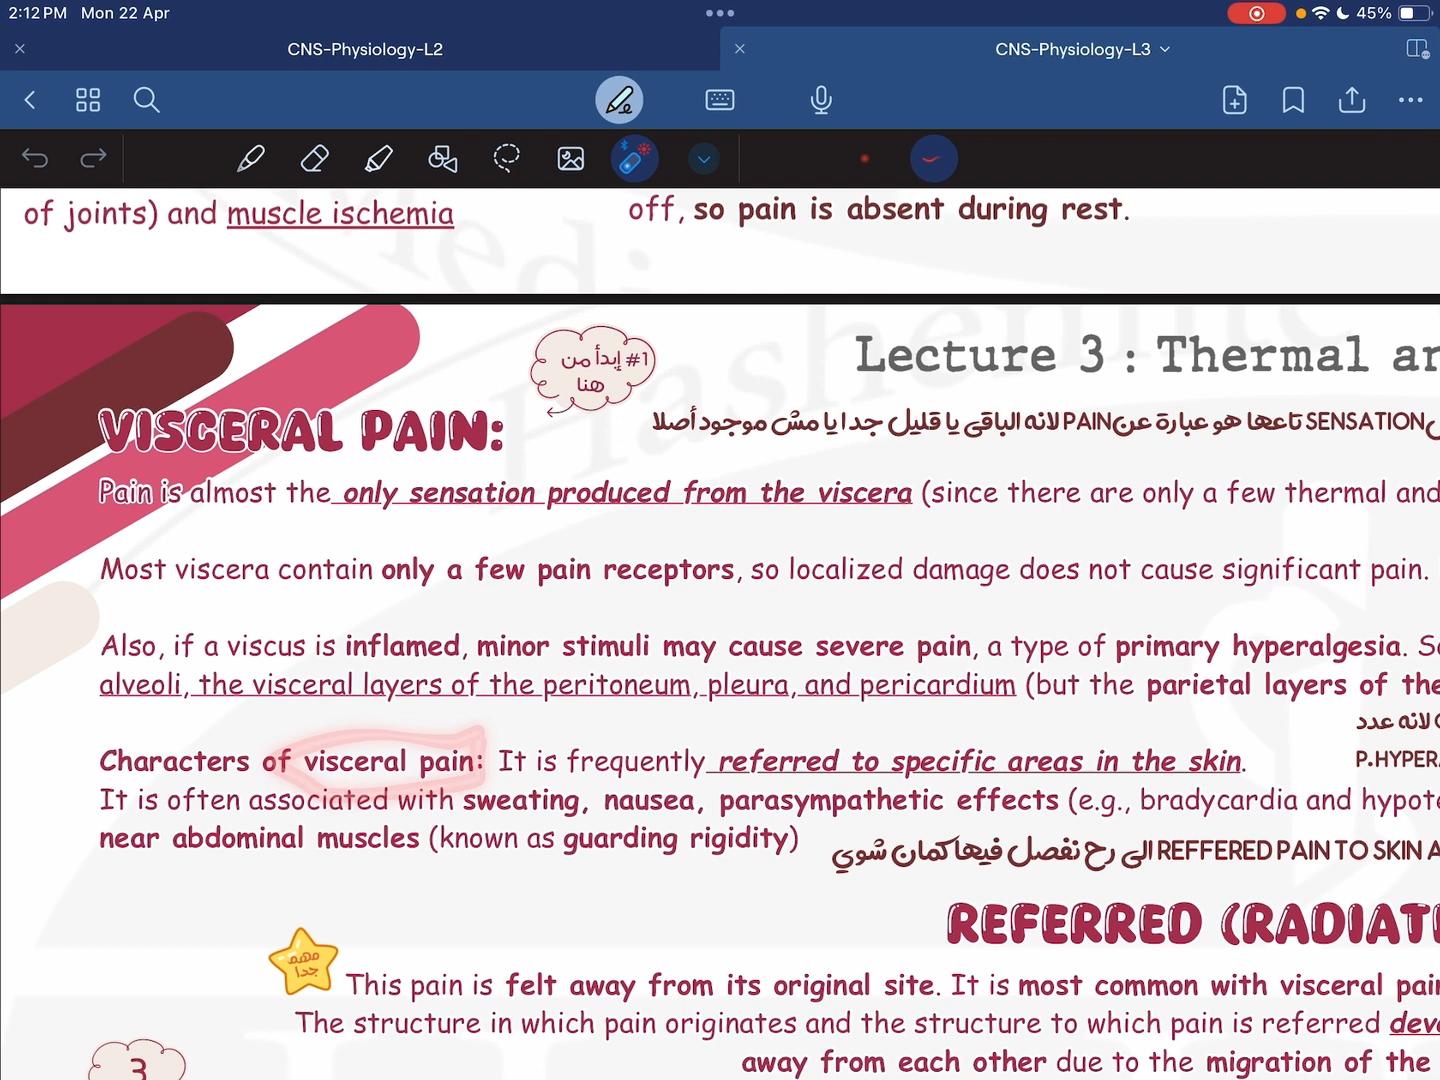 2:12 PM Mon 22 Apr
45%
CNS-Physiology-L2
CNS-Physiology-L3
of joints) and muscle ischemia
off, so pain is absent during rest.
#1 إبدأ من
هنا
Lecture 3 : Thermal
VISCERAL PAIN:
SENSATION تاعها هو عبارة عن PAIN لانه الباقي يا قليل جدا يا مش موجود أصلا
Pain is almost the only sensation produced from the viscera (since there are only a few thermal and
Most viscera contain only a few pain receptors, so localized damage does not cause significant pain.
Also, if a viscus is inflamed, minor stimuli may cause severe pain, a type of primary hyperalgesia.
alveoli, the visceral layers of the peritoneum, pleura, and pericardium (but the parietal layers of
لانه عدد
Characters of visceral pain: It is frequently referred to specific areas in the skin.
P.HYPER
It is often associated with sweating, nausea, parasympathetic effects (e.g., bradycardia and
near abdominal muscles (known as guarding rigidity)
الى رح نفصل فيها كمان شوي REFFERED PAIN TO SKIN
REFERRED
مهم
جدا
This pain is felt away from its original site. It is most common with visceral
The structure in which pain originates and the structure to which pain is referred
away from each other due to the migration of the
3